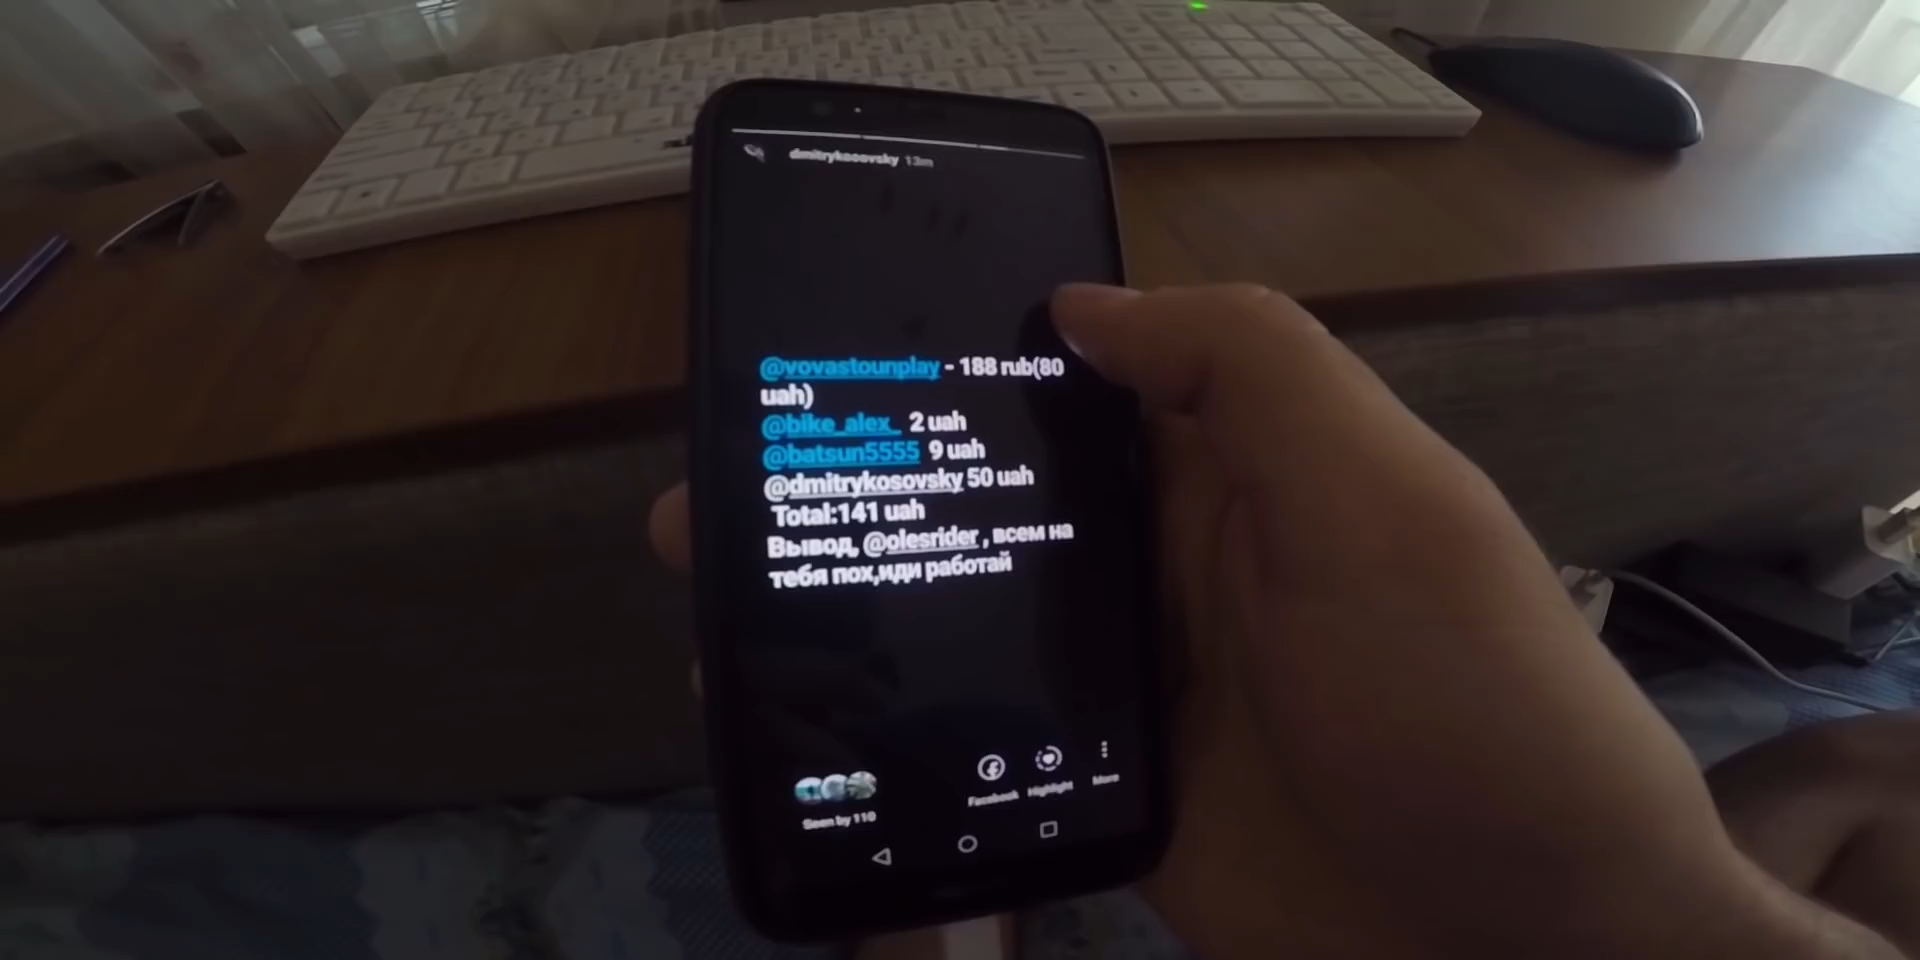 dmitrykosovsky 13m
@vovastounplay - 188 rub(80
uah)
@bike_alex_ 2 uah
@batsun5555 9 uah
@dmitrykosovsky 50 uah
Total:141 uah
Вывод, @olesrider , всем на
тебя пох,иди работай
Facebook Highlight More
Seen by 110